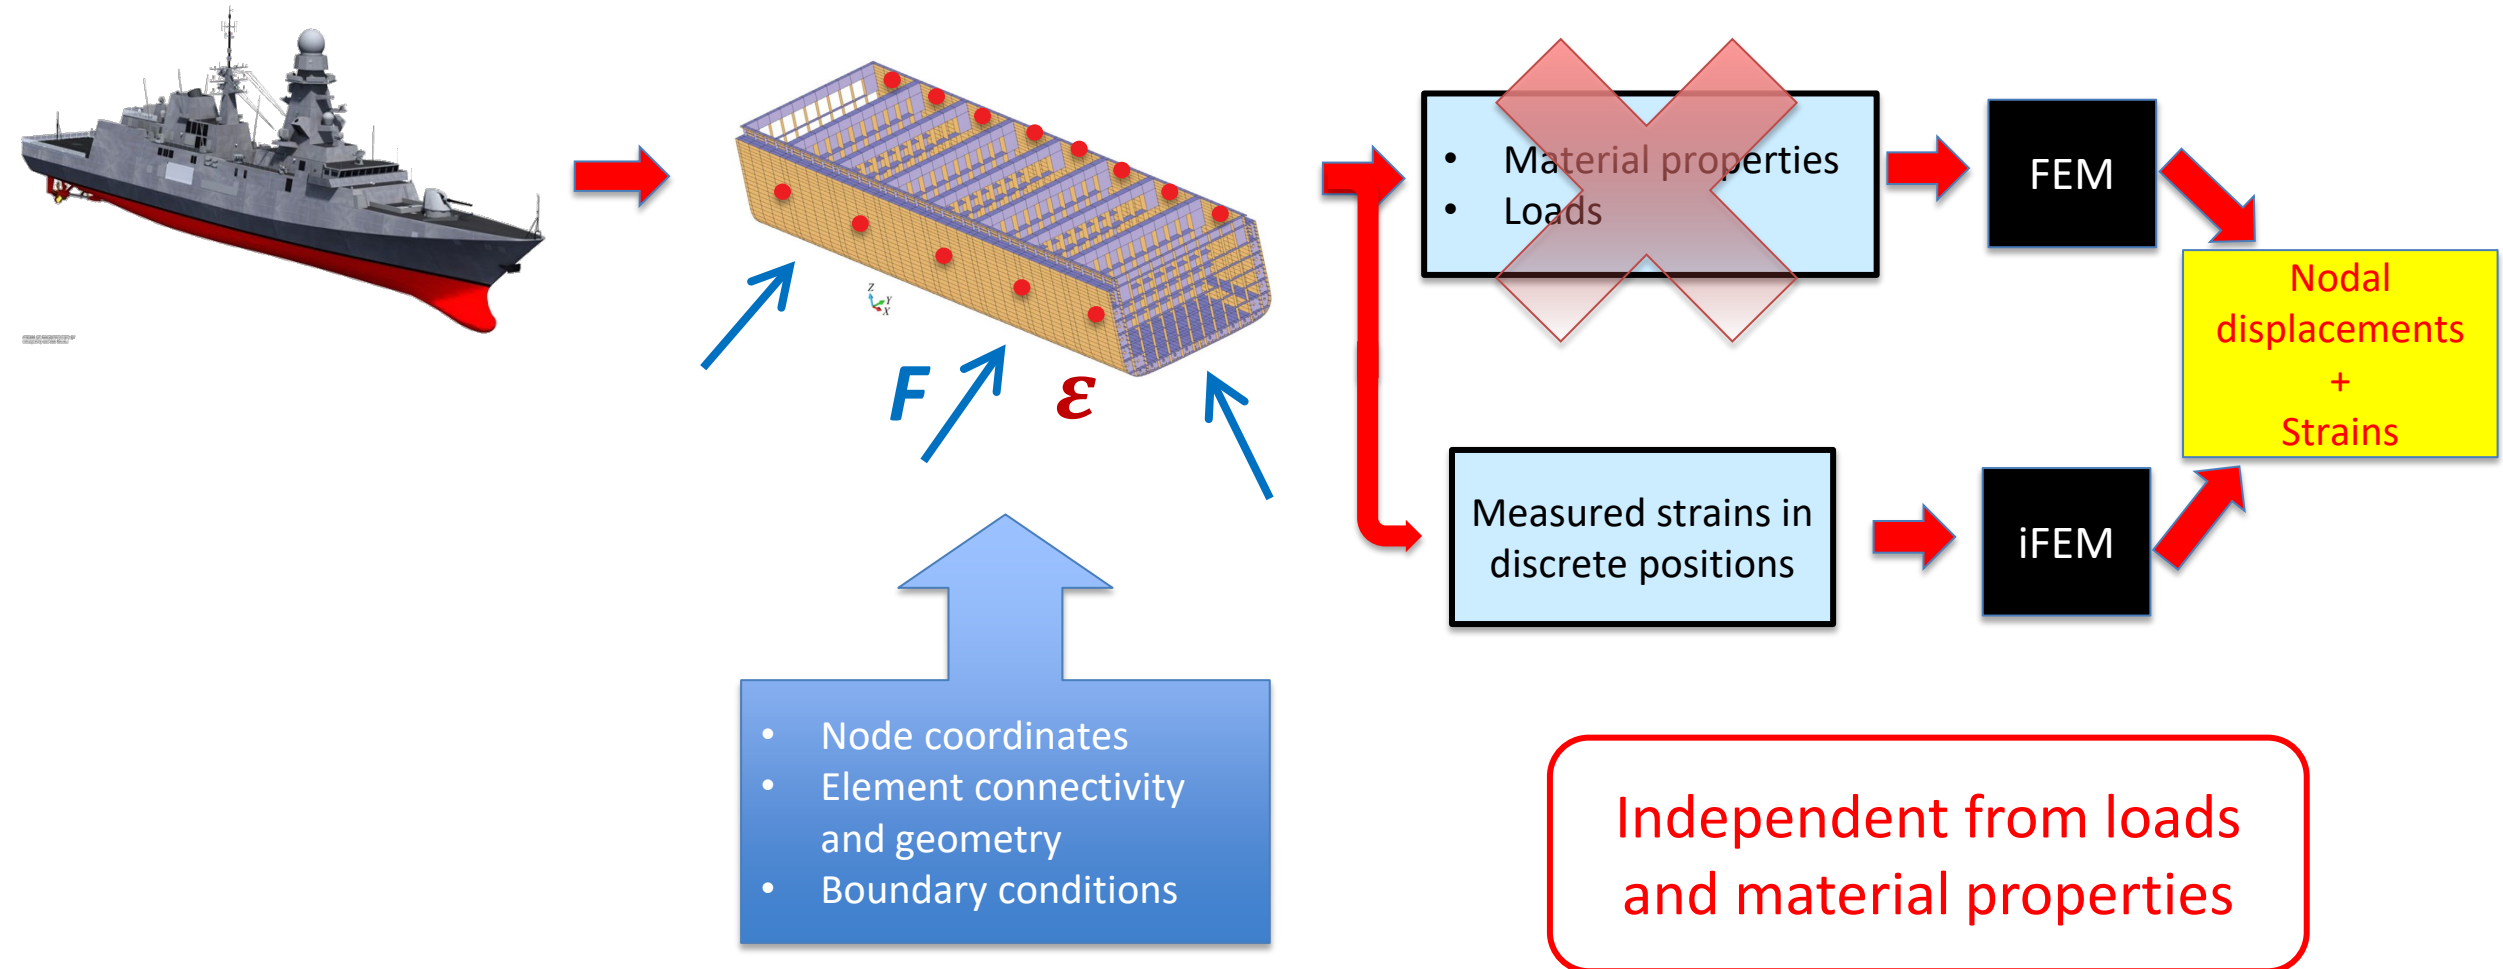 • Material properties
• Loads
FEM
Nodal
displacements
+
Strains
Z
Y
X
F
ε
Measured strains in
discrete positions
iFEM
• Node coordinates
• Element connectivity
and geometry
• Boundary conditions
Independent from loads
and material properties